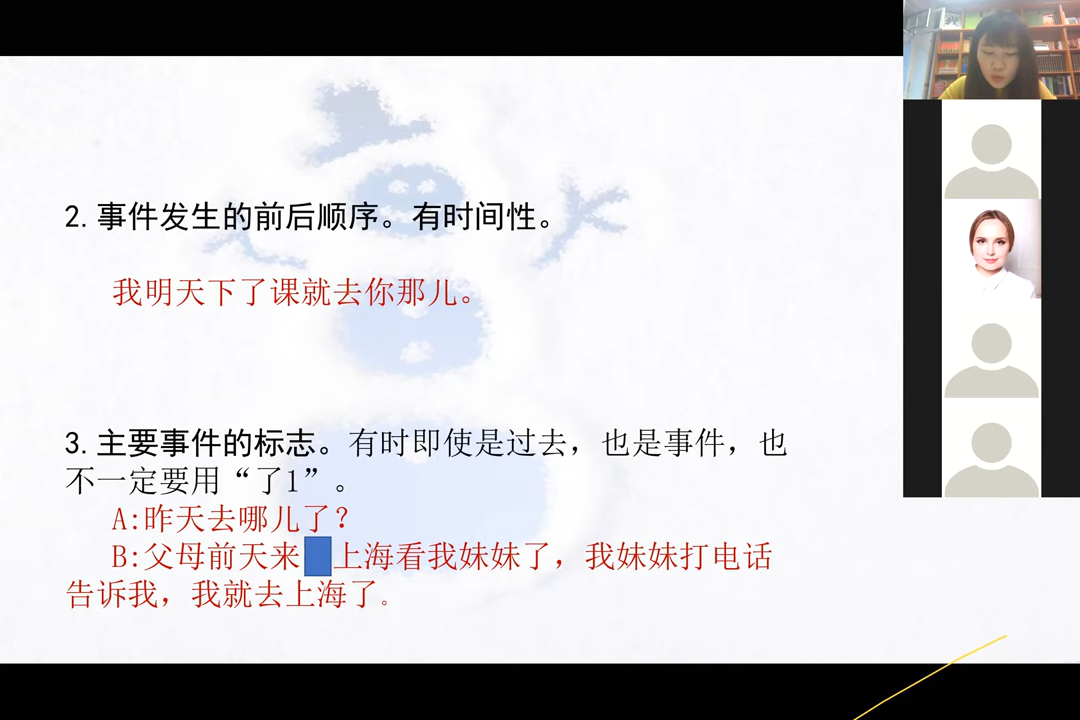 2.事件发生的前后顺序。有时间性。
我明天下了课就去你那儿。
3.主要事件的标志。有时即使是过去，也是事件，也
不一定要用“了1”。
A:昨天去哪儿了？
B:父母前天来上海看我妹妹了，我妹妹打电话
告诉我，我就去上海了。